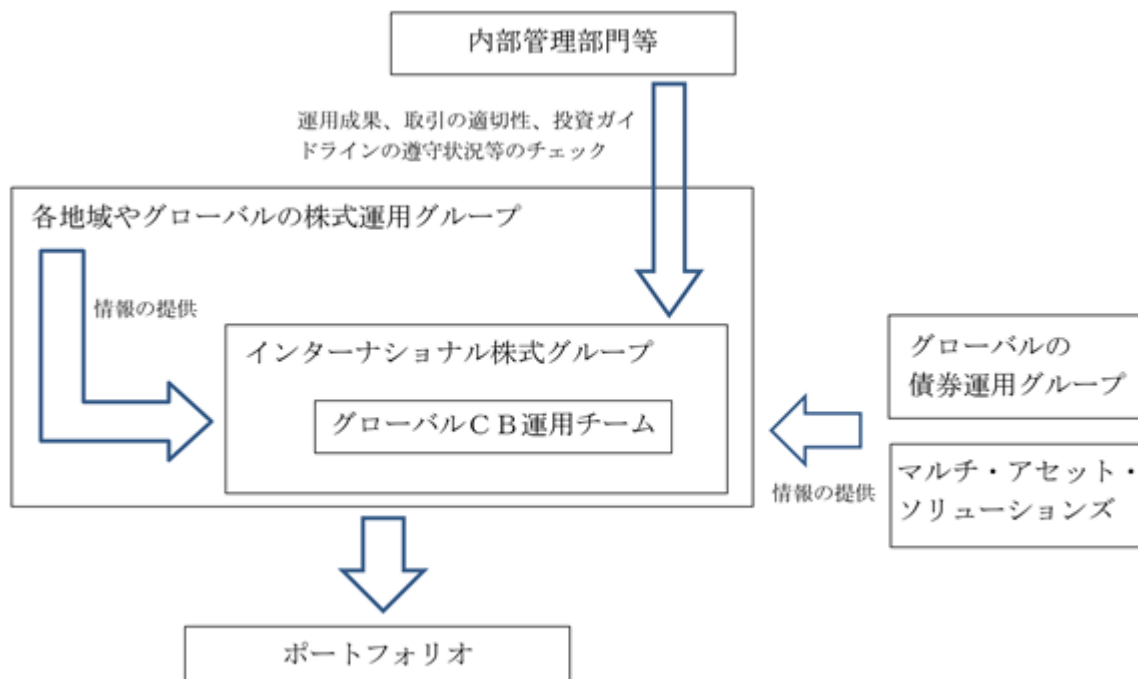 内部管理部門等
運用成果、取引の適切性、投資ガイ
ドラインの遵守状況等のチェック
各地域やグローバルの株式運用グループ
情報の提供
インターナショナル株式グループ
グローバルＣＢ運用チーム
グローバルの
債券運用グループ
マルチ・アセット・
ソリューションズ
情報の提供
ポートフォリオ